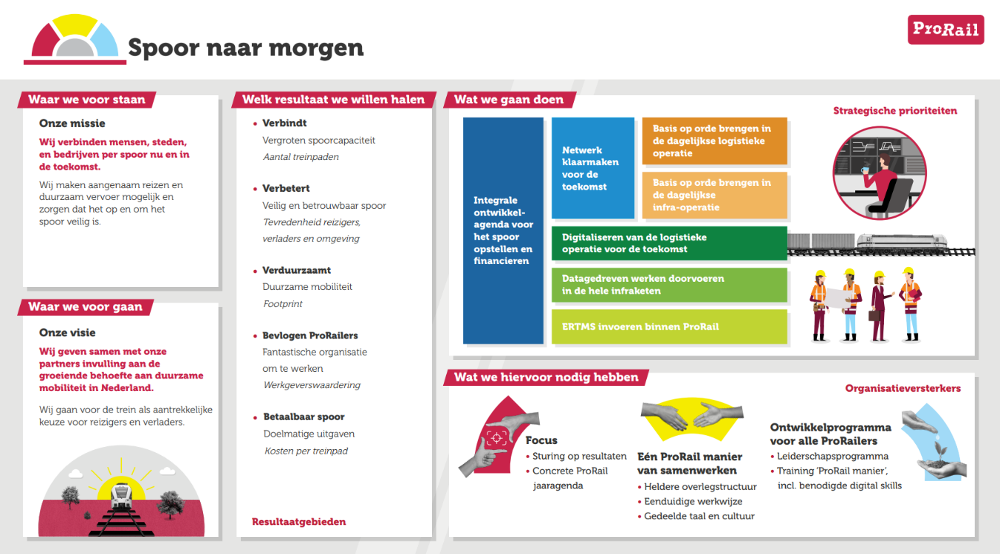 Spoor naar morgen
ProRail
Waar we voor staan
Onze missie
Wij verbinden mensen, steden,
en bedrijven per spoor nu en in
de toekomst.
Wij maken aangenaam reizen en
duurzaam vervoer mogelijk en
zorgen dat het op en om het
spoor veilig is.
Waar we voor gaan
Onze visie
Wij geven samen met onze
partners invulling aan de
groeiende behoefte aan duurzame
mobiliteit in Nederland.
Wij gaan voor de trein als aantrekkelijke
keuze voor reizigers en verladers.
Welk resultaat we willen halen
• Verbindt
Vergroten spoorcapaciteit
Aantal treinpaden
• Verbetert
Veilig en betrouwbaar spoor
Tevredenheid reizigers,
verladers en omgeving
• Verduurzaamt
Duurzame mobiliteit
Footprint
• Bevlogen ProRailers
Fantastische organisatie
om te werken
Werkgeverswaardering
• Betaalbaar spoor
Doelmatige uitgaven
Kosten per treinpad
Resultaatgebieden
Wat we gaan doen
Strategische prioriteiten
Integrale
ontwikkel-
agenda voor
het spoor
opstellen en
financieren
Netwerk
klaarmaken
voor de
toekomst
Basis op orde brengen in
de dagelijkse logistieke
operatie
Basis op orde brengen in
de dagelijkse
infra-operatie
Digitaliseren van de logistieke
operatie voor de toekomst
Datagedreven werken doorvoeren
in de hele infraketen
ERTMS invoeren binnen ProRail
Wat we hiervoor nodig hebben
Organisatieversterkers
Focus
• Sturing op resultaten
• Concrete ProRail
jaaragenda
Eén ProRail manier
van samenwerken
• Heldere overlegstructuur
• Eenduidige werkwijze
• Gedeelde taal en cultuur
Ontwikkelprogramma
voor alle ProRailers
• Leiderschapsprogramma
• Training ‘ProRail manier’,
incl. benodigde digital skills